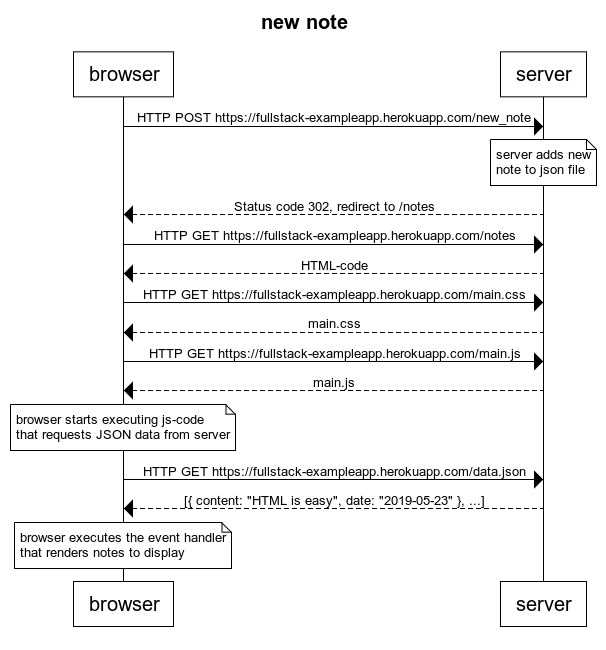 new note
browser
server
HTTP POST https://fullstack-exampleapp.herokuapp.com/new_note
server adds new
note to json file
Status code 302, redirect to /notes
HTTP GET https://fullstack-exampleapp.herokuapp.com/notes
HTML-code
HTTP GET https://fullstack-exampleapp.herokuapp.com/main.css
main.css
HTTP GET https://fullstack-exampleapp.herokuapp.com/main.js
main.js
browser starts executing js-code
that requests JSON data from server
HTTP GET https://fullstack-exampleapp.herokuapp.com/data.json
[{ content: "HTML is easy", date: "2019-05-23" }, ...]
browser executes the event handler
that renders notes to display
browser
server